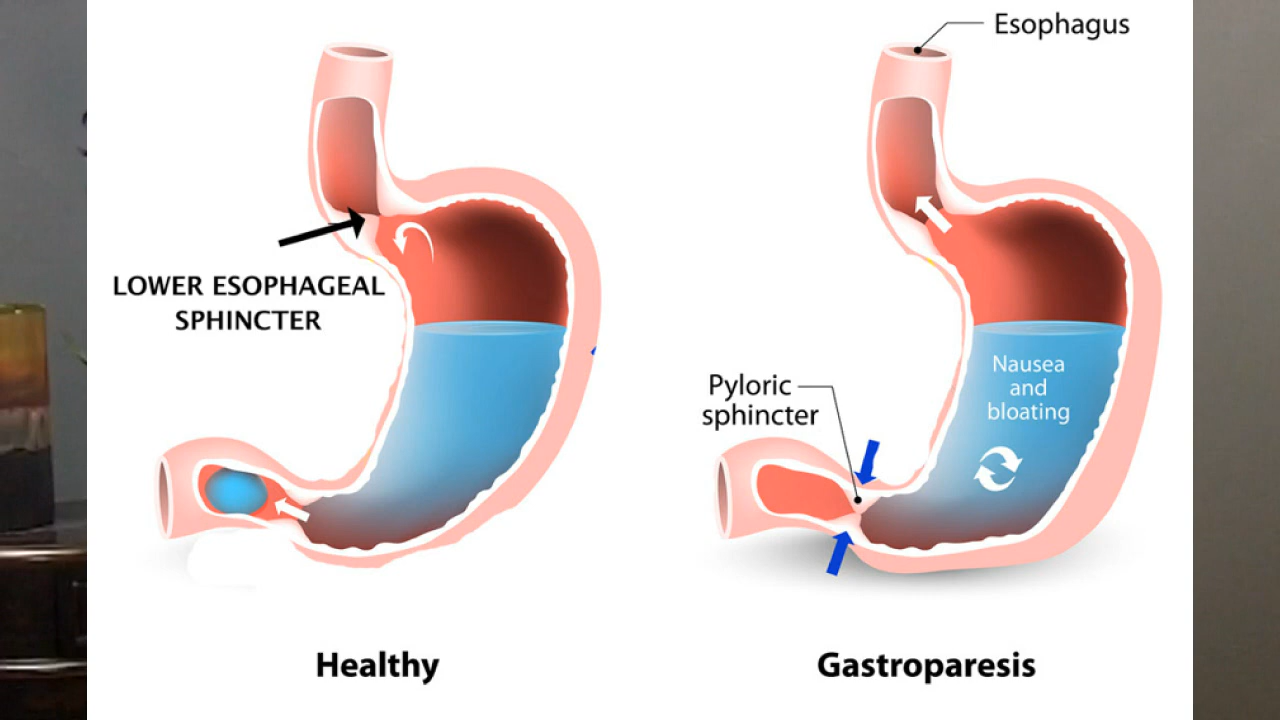 Esophagus
LOWER ESOPHAGEAL
SPHINCTER
Nausea
and
bloating
Pyloric
sphincter
Healthy
Gastroparesis